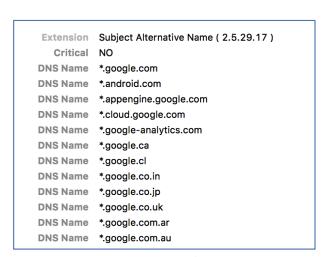 Extension Subject Alternative Name ( 2.5.29.17 )
Critical NO
DNS Name *.google.com
DNS Name *.android.com
DNS Name *.appengine.google.com
DNS Name *.cloud.google.com
DNS Name *.google-analytics.com
DNS Name *.google.ca
DNS Name *.google.cl
DNS Name *.google.co.in
DNS Name *.google.co.jp
DNS Name *.google.co.uk
DNS Name *.google.com.ar
DNS Name *.google.com.au